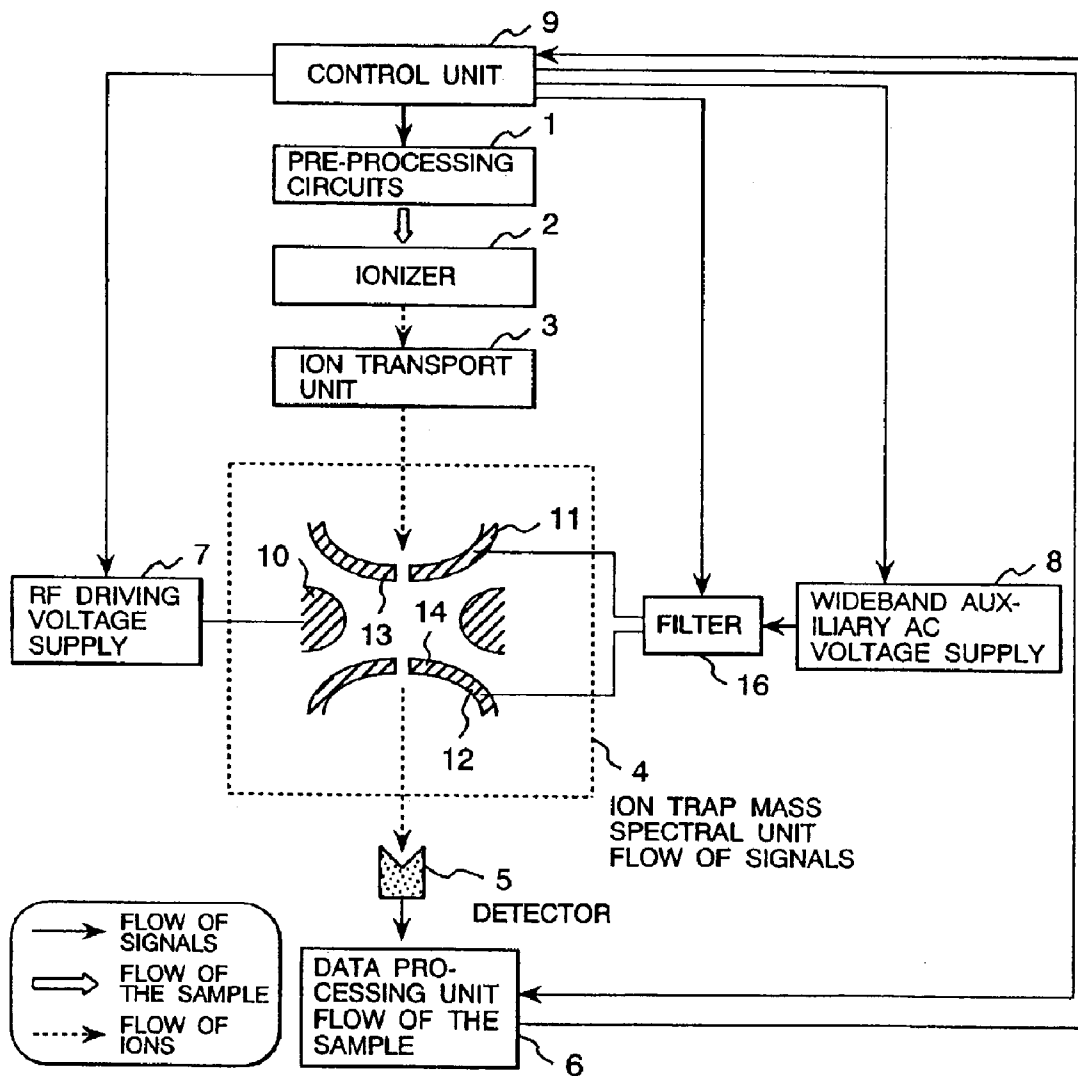 9
CONTROL UNIT
1
PRE-PROCESSING
CIRCUITS
2
IONIZER
3
ION TRANSPORT
UNIT
11
10
7
RF DRIVING
VOLTAGE
SUPPLY
13
14
12
FILTER
16
8
WIDEBAND AUX-
ILIARY AC
VOLTAGE SUPPLY
4
ION TRAP MASS
SPECTRAL UNIT
FLOW OF SIGNALS
5
DETECTOR
DATA PRO-
CESSING UNIT
FLOW OF THE
SAMPLE
6
FLOW OF
SIGNALS
FLOW OF
THE SAMPLE
FLOW OF
IONS